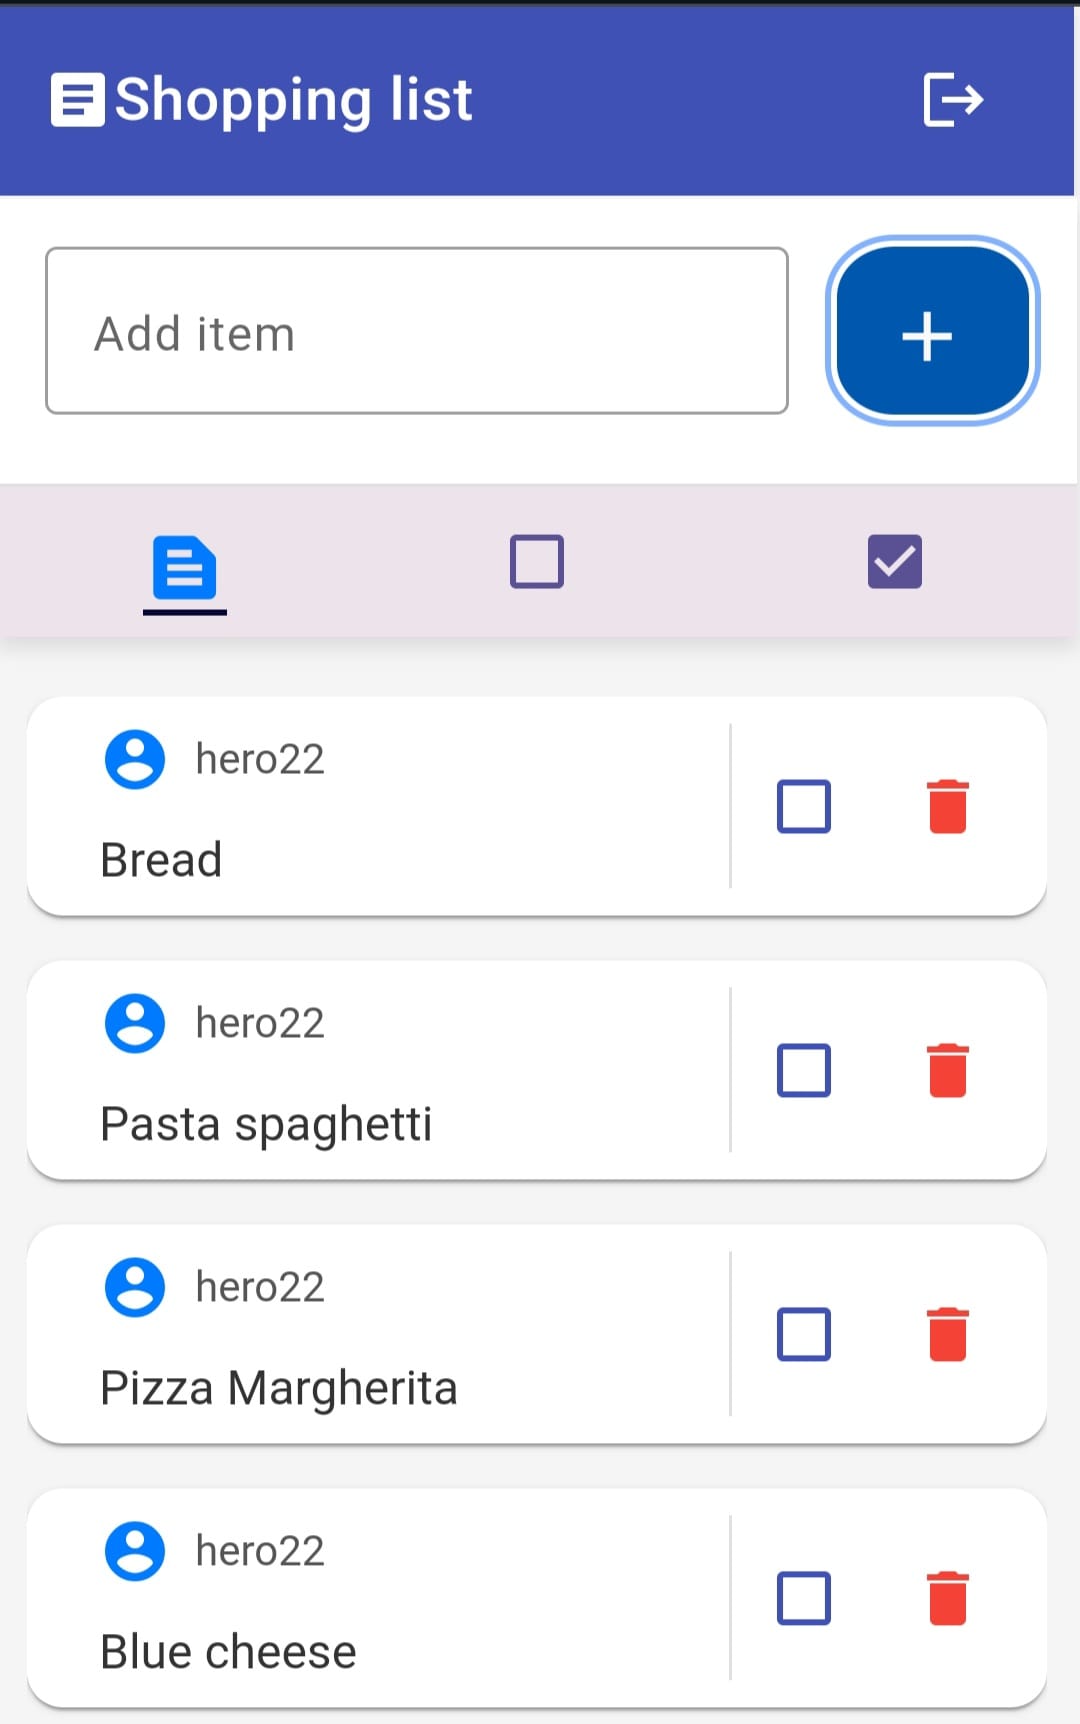 Shopping list
Add item
hero22
Bread
hero22
Pasta spaghetti
hero22
Pizza Margherita
hero22
Blue cheese